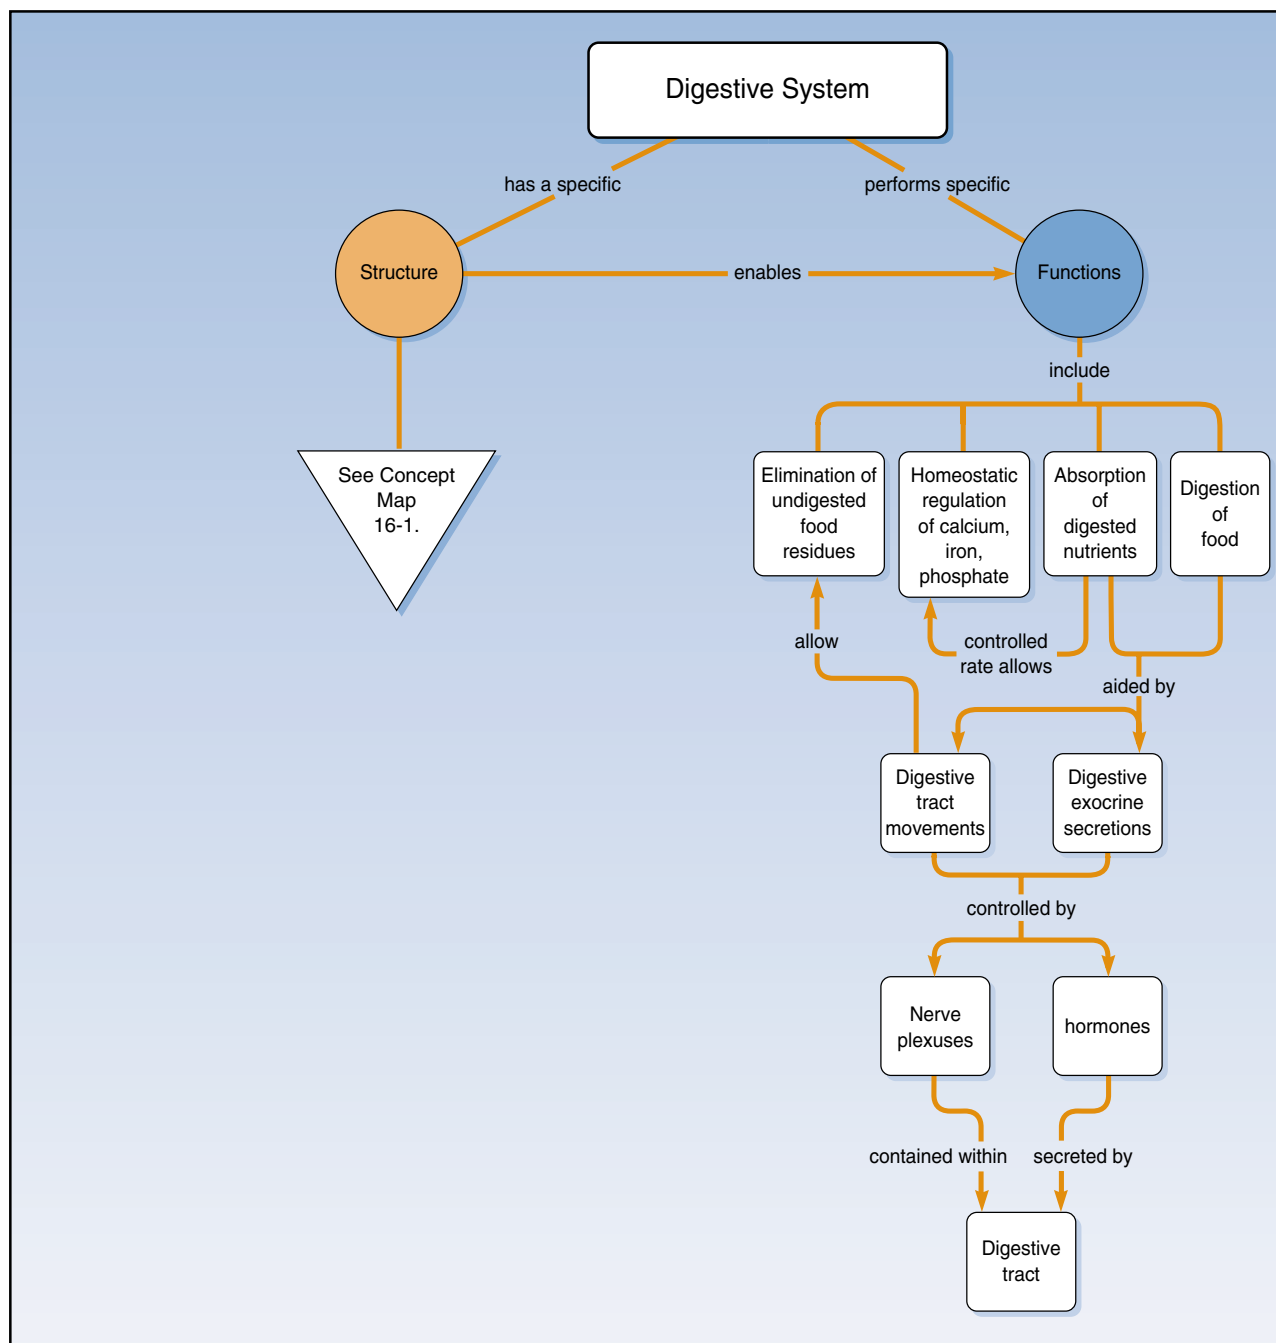 Digestive System
has a specific
performs specific
Structure
enables
Functions
include
See Concept
Map
16-1.
Elimination of
undigested
food
residues
Homeostatic
regulation
of calcium,
iron,
phosphate
Absorption
of
digested
nutrients
Digestion
of
food
allow
controlled
rate allows
aided by
Digestive
tract
movements
Digestive
exocrine
secretions
controlled by
Nerve
plexuses
hormones
contained within
secreted by
Digestive
tract